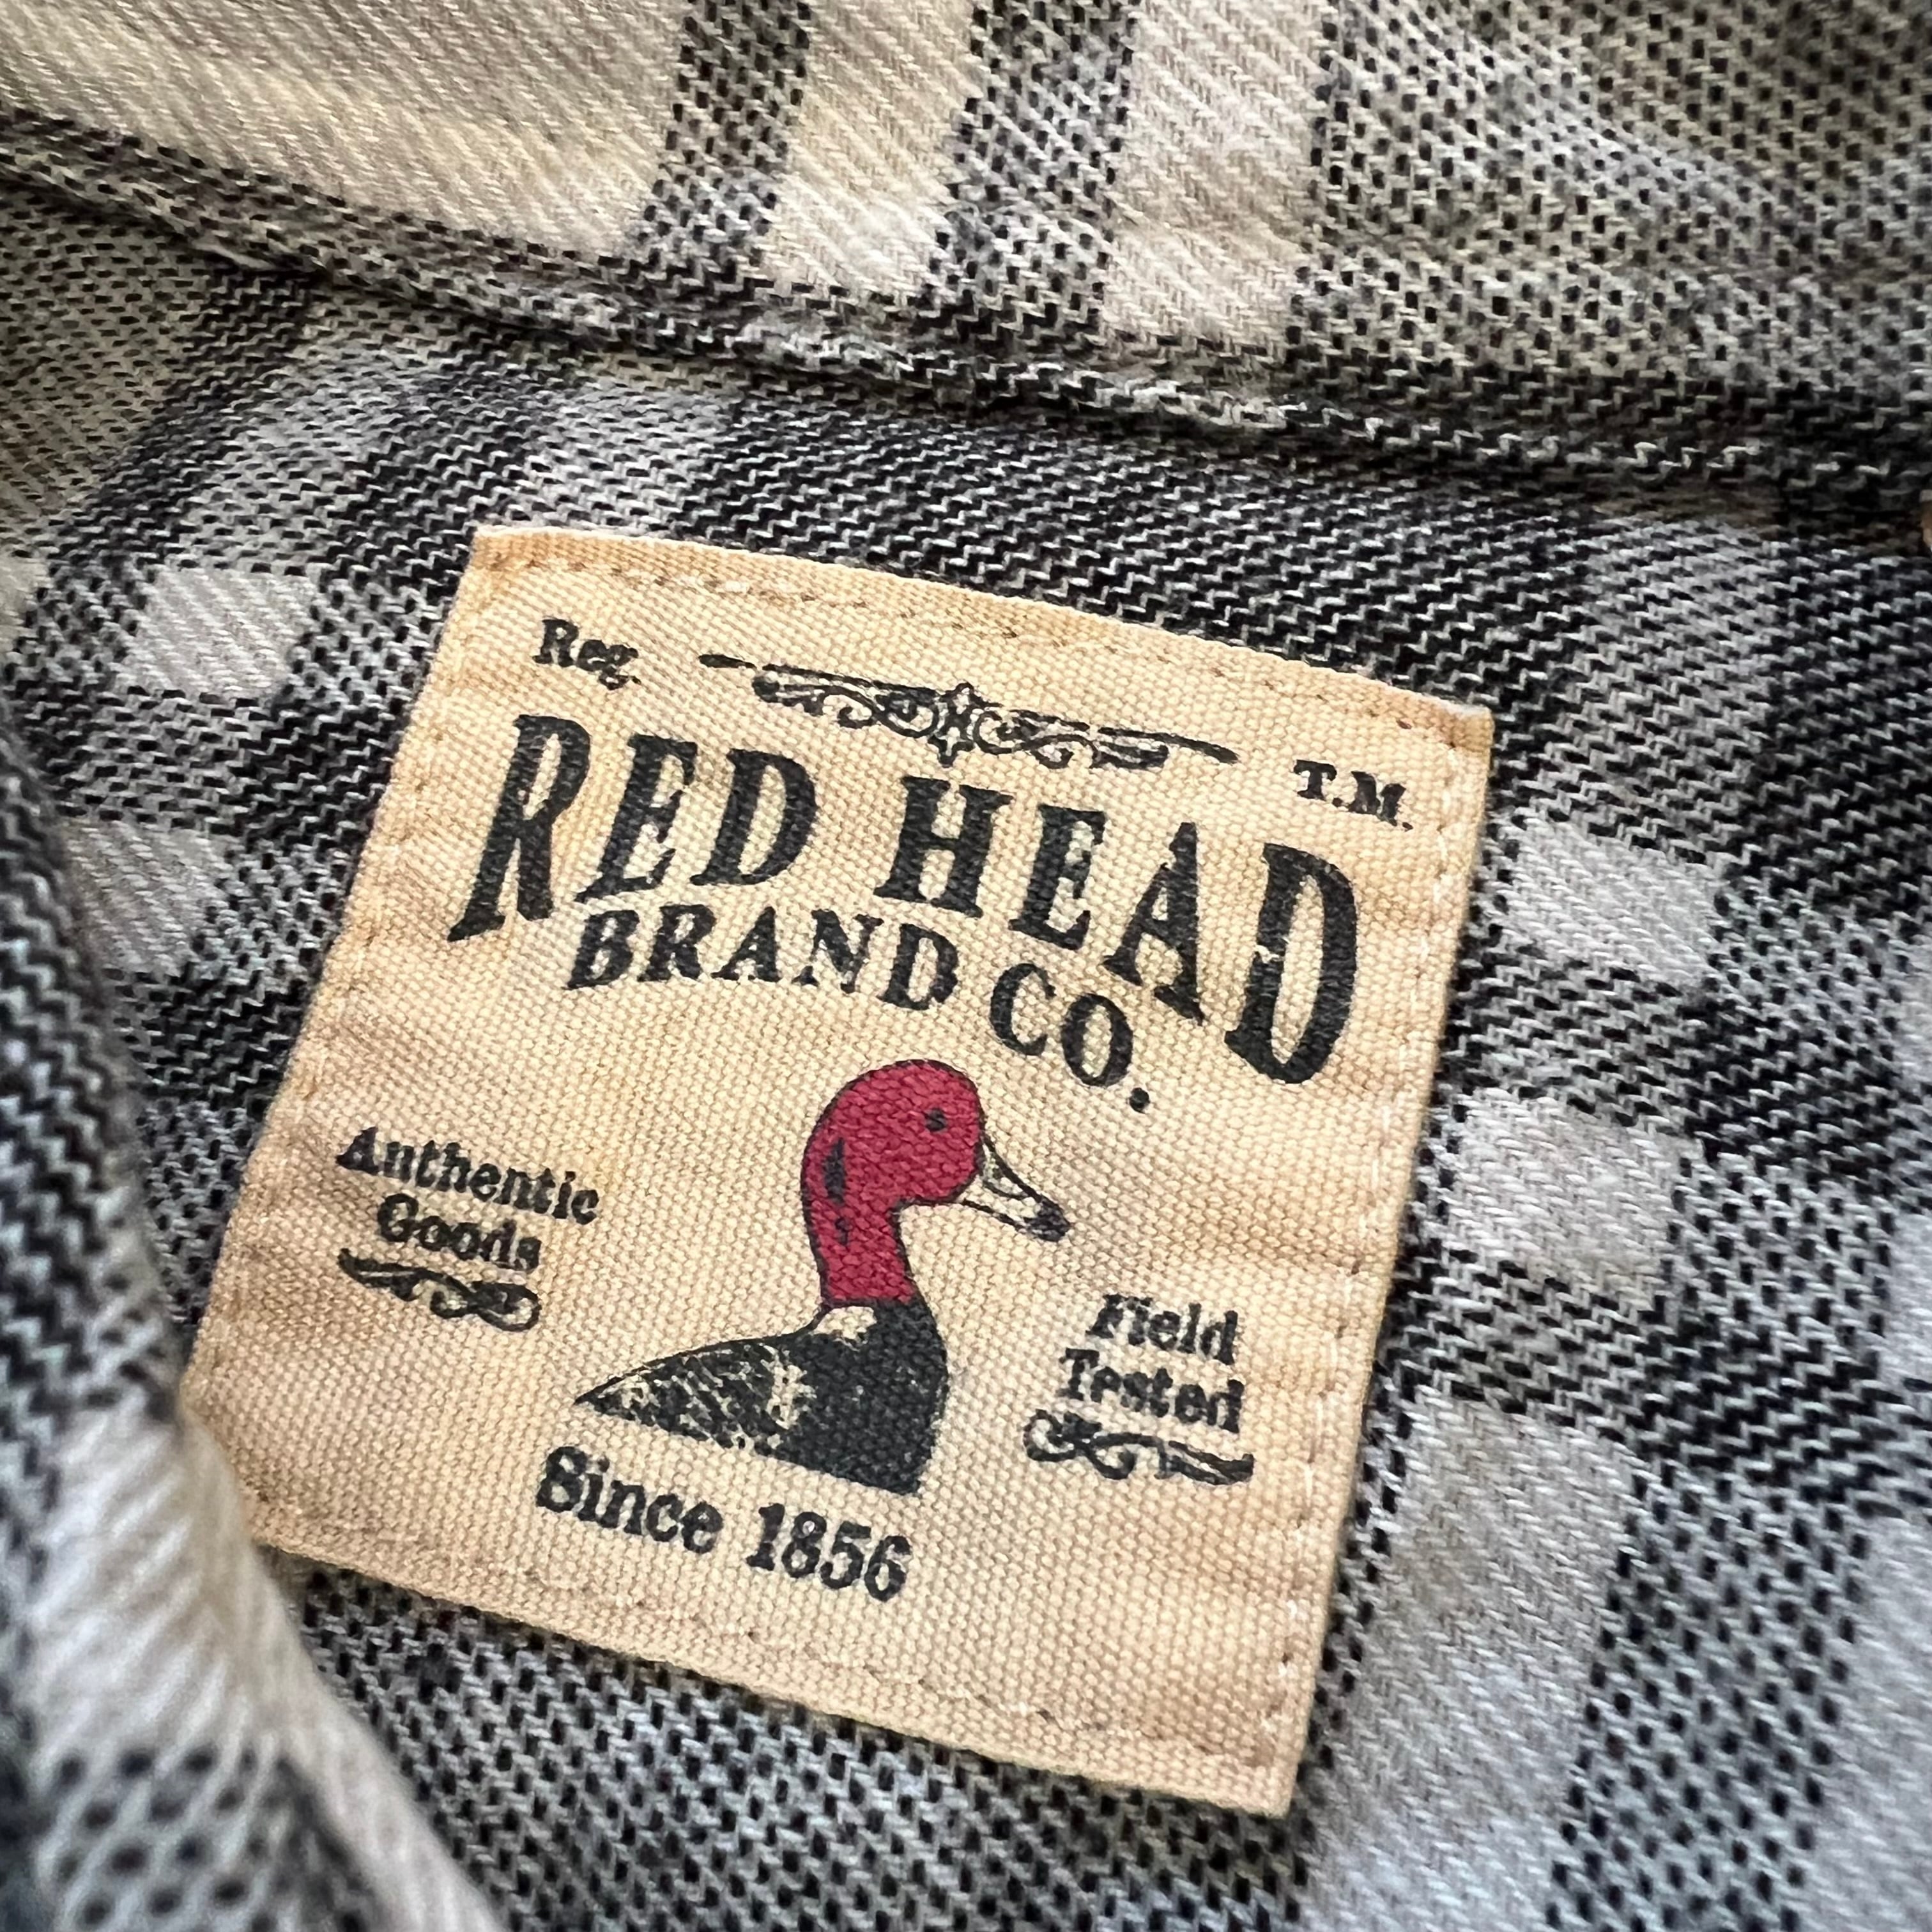 Reg. T.M.
RED HEAD
BRAND CO.
Authentic
Goods
Field
Tested
Since 1856